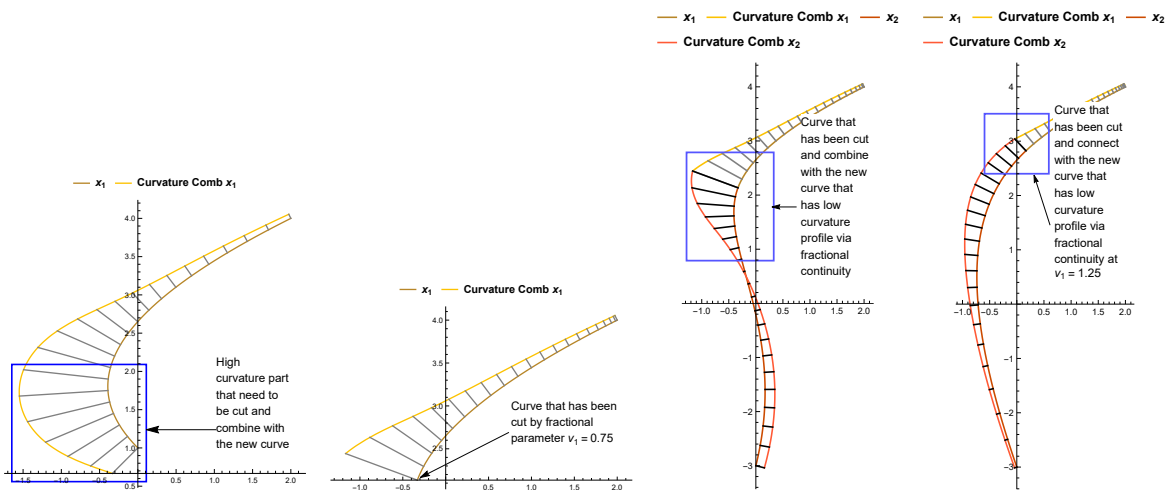 x₁ Curvature Comb x₁
4.0
3.5
3.0
2.5
2.0
1.5
1.0
0.5
-1.5 -1.0 -0.5 0.5 1.0 1.5 2.0
High
curvature part
that need to
be cut and
combine with
the new curve
x₁ Curvature Comb x₁
4.0
3.5
3.0
2.5
-1.0 -0.5 0.5 1.0 1.5 2.0
Curve that has been
cut by fractional
parameter v₁ = 0.75
x₁ Curvature Comb x₁ x₂
Curvature Comb x₂
4
3
2
1
-1
-2
-3
-1.0 -0.5 0.5 1.0 1.5 2.0
Curve that
has been cut
and combine
with the new
curve that
has low
curvature
profile via
fractional
continuity
x₁ Curvature Comb x₁ x₂
Curvature Comb x₂
4
3
2
1
-1
-2
-3
-1.0 -0.5 0.5 1.0 1.5 2.0
Curve that
has been cut
and connect
with the new
curve that
has low
curvature
profile via
fractional
continuity at
v₁ = 1.25